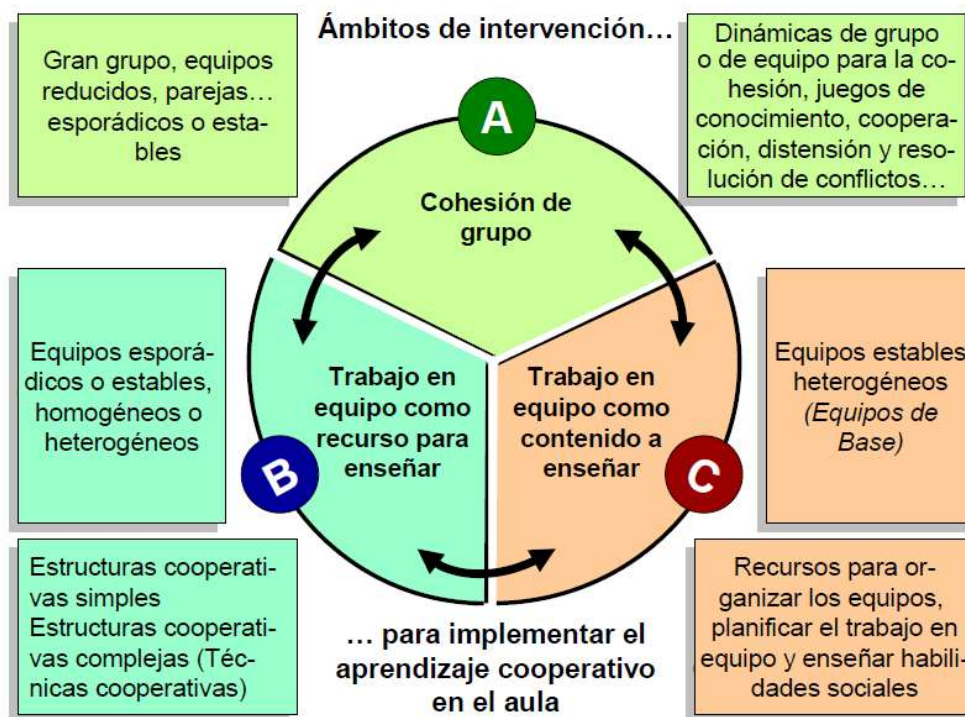 Ámbitos de intervención…
Gran grupo, equipos
reducidos, parejas…
esporádicos o esta-
bles
Dinámicas de grupo
o de equipo para la co-
hesión, juegos de
conocimiento, coopera-
ción, distensión y reso-
lución de conflictos…
A
Cohesión de
grupo
Equipos esporá-
dicos o estables,
homogéneos o
heterogéneos
Trabajo en
equipo como
recurso para
enseñar
B
Trabajo en
equipo como
contenido a
enseñar
C
Equipos estables
heterogéneos
(Equipos de
Base)
Estructuras cooperati-
vas simples
Estructuras cooperati-
vas complejas (Téc-
nicas cooperativas)
… para implementar el
aprendizaje cooperativo
en el aula
Recursos para or-
ganizar los equipos,
planificar el trabajo en
equipo y enseñar habili-
dades sociales